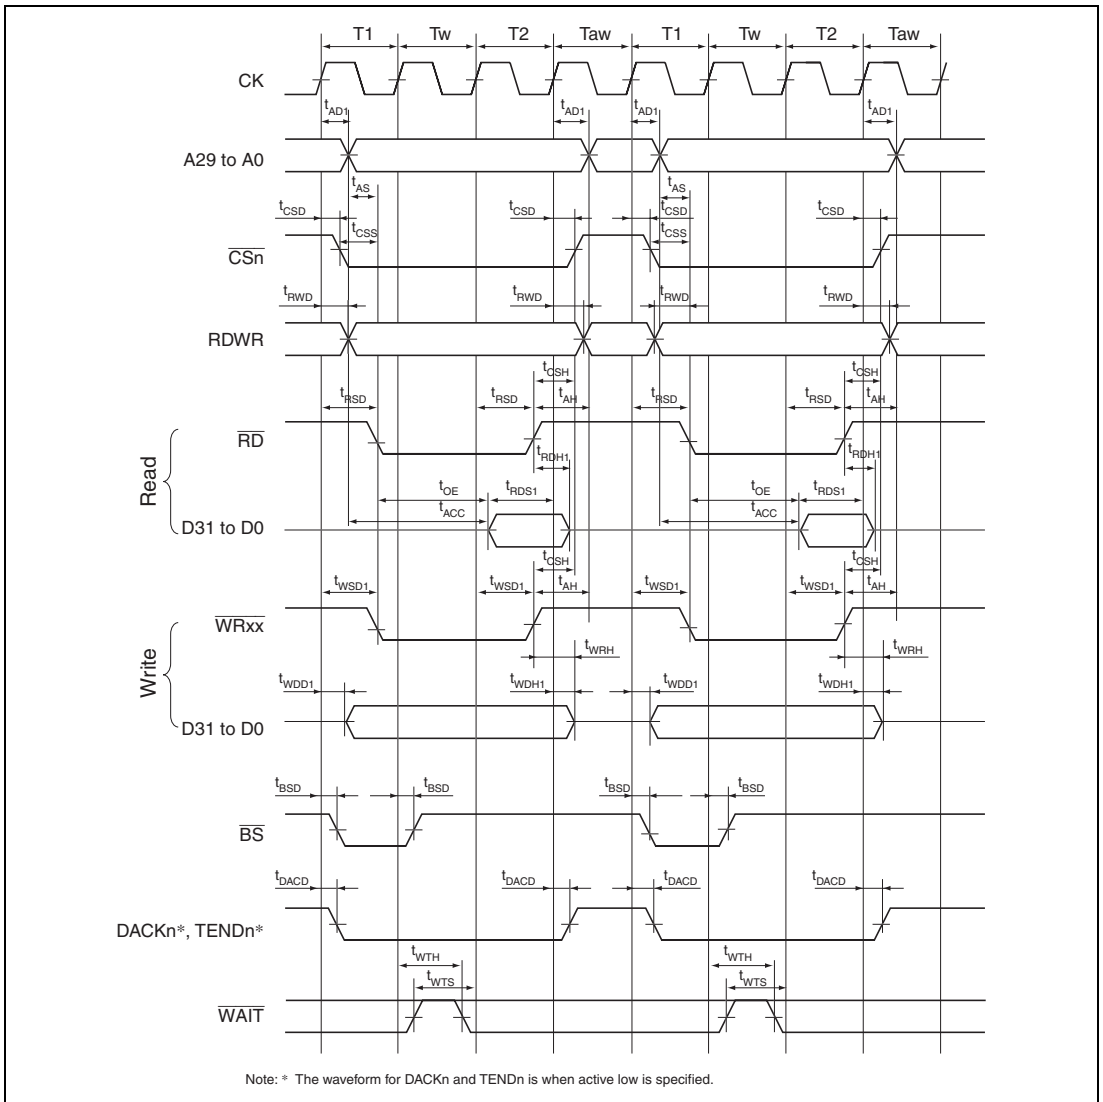 T1 Tw T2 Taw T1 Tw T2 Taw
CK
tAD1 tAD1 tAD1 tAD1
A29 to A0
tAS tAS
tCSD tCSD tCSD tCSD
tCSS tCSS
CSn
tRWD tRWD tRWD tRWD
RDWR
tCSH tCSH
tRSD tRSD tAH tRSD tRSD tAH
RD
tRDH1 tRDH1
Read
tOE tRDS1 tOE tRDS1
tACC tACC
D31 to D0
tCSH tCSH
tWSD1 tWSD1 tAH tWSD1 tWSD1 tAH
WRxx
tWRH tWRH
Write
tWDD1 tWDH1 tWDD1 tWDH1
D31 to D0
tBSD tBSD tBSD tBSD
BS
tDACD tDACD tDACD tDACD
DACKn*, TENDn*
tWTH tWTH
tWTS tWTS
WAIT
Note: * The waveform for DACKn and TENDn is when active low is specified.